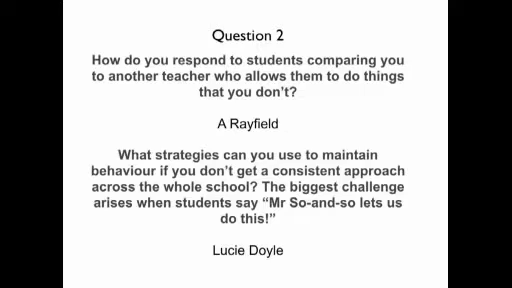 Question 2
How do you respond to students comparing you
to another teacher who allows them to do things
that you don't?
A Rayfield
What strategies can you use to maintain
behaviour if you don't get a consistent approach
across the whole school? The biggest challenge
arises when students say “Mr So-and-so lets us
do this!”
Lucie Doyle